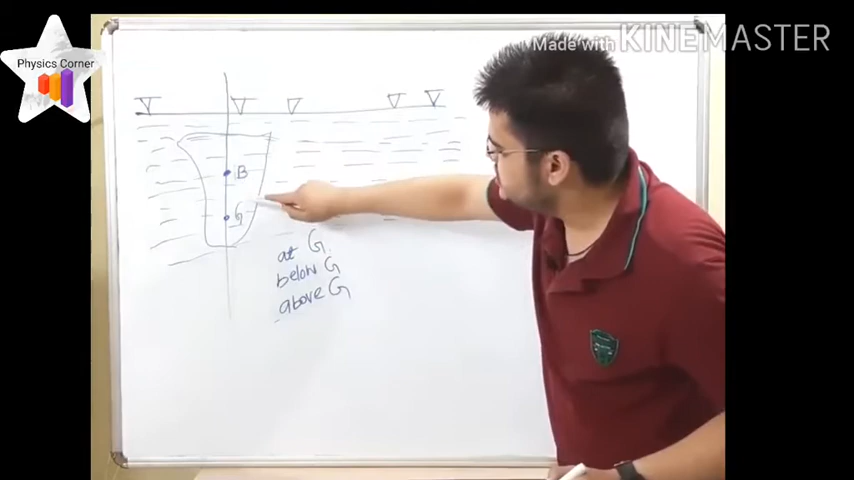 Made with KINEMASTER
Physics Corner
B
G
at G.
below G
above G